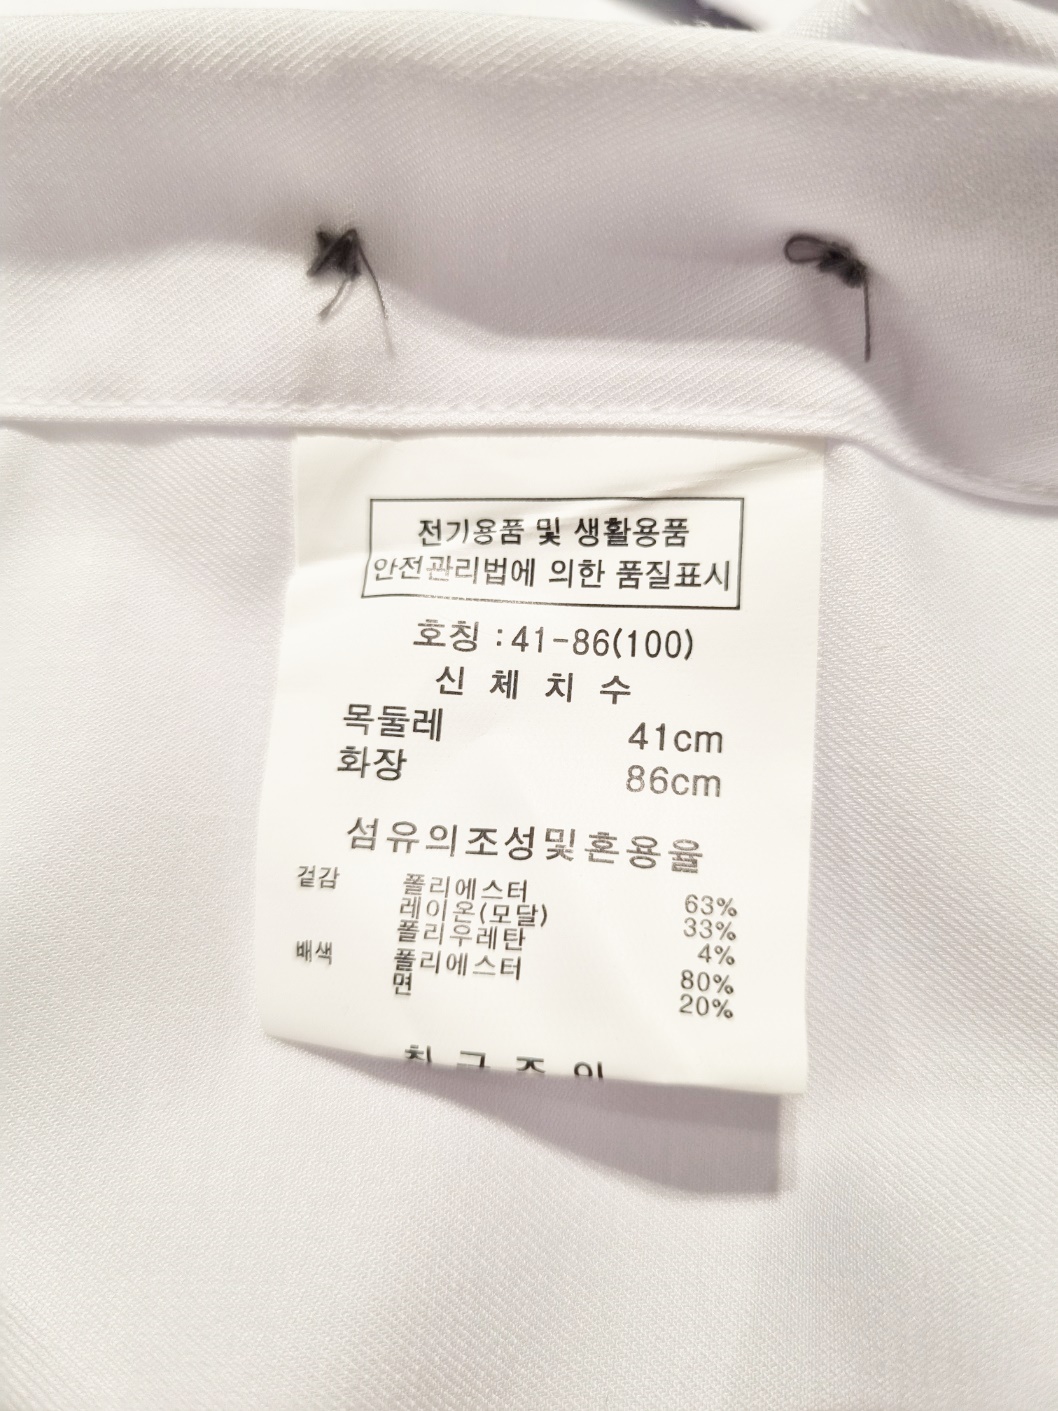 전기용품 및 생활용품
안전관리법에 의한 품질표시
호칭 :41-86(100)
신 체 치 수
목둘레 41cm
화장 86cm
섬유의조성및혼용율
겉감 폴리에스터 63%
레이온(모달) 33%
폴리우레탄 4%
배색 폴리에스터 80%
면 20%